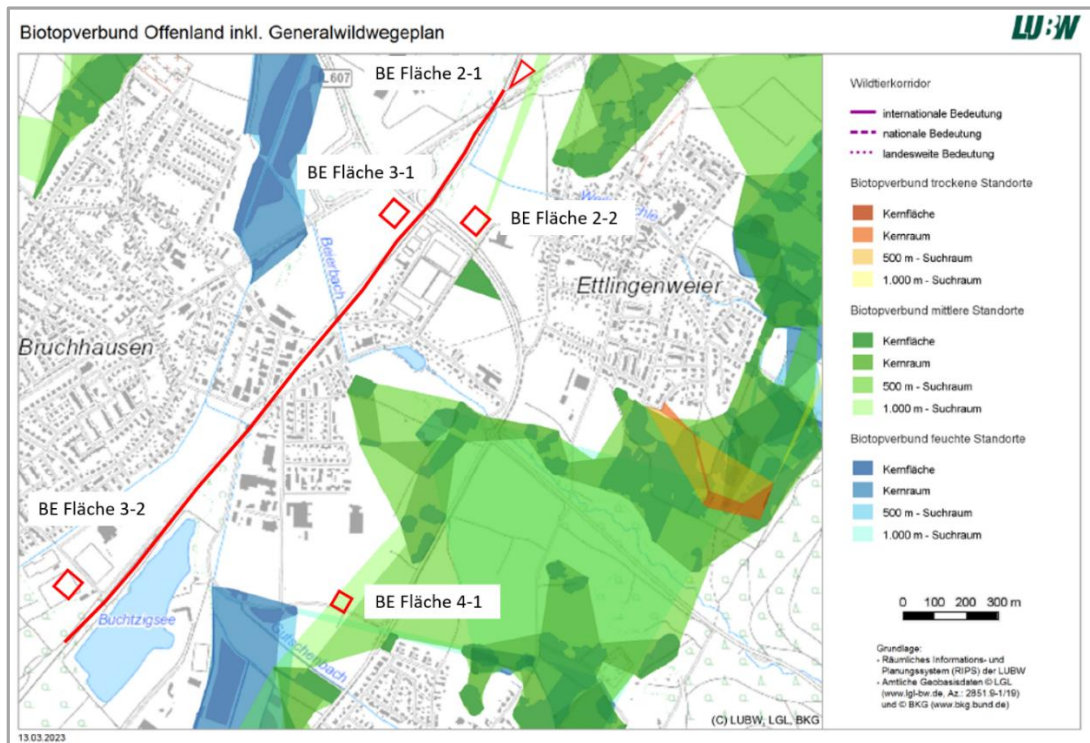 Biotopverbund Offenland inkl. Generalwildwegeplan
LUBW
BE Fläche 2-1
L607
BE Fläche 3-1
BE Fläche 2-2
Beierbach
Ettlingenweier
Bruchhausen
BE Fläche 3-2
Buchtzigsee
BE Fläche 4-1
(C) LUBW, LGL, BKG
13.03.2023
Wildtierkorridor
internationale Bedeutung
nationale Bedeutung
landesweite Bedeutung
Biotopverbund trockene Standorte
Kernfläche
Kernraum
500 m - Suchraum
1.000 m - Suchraum
Biotopverbund mittlere Standorte
Kernfläche
Kernraum
500 m - Suchraum
1.000 m - Suchraum
Biotopverbund feuchte Standorte
Kernfläche
Kernraum
500 m - Suchraum
1.000 m - Suchraum
0 100 200 300 m
Grundlage:
- Räumliches Informations- und
Planungssystem (RIPS) der LUBW
- Amtliche Geobasisdaten © LGL
(www.lgl-bw.de, Az.: 2851.9-1/19)
und © BKG (www.bkg.bund.de)